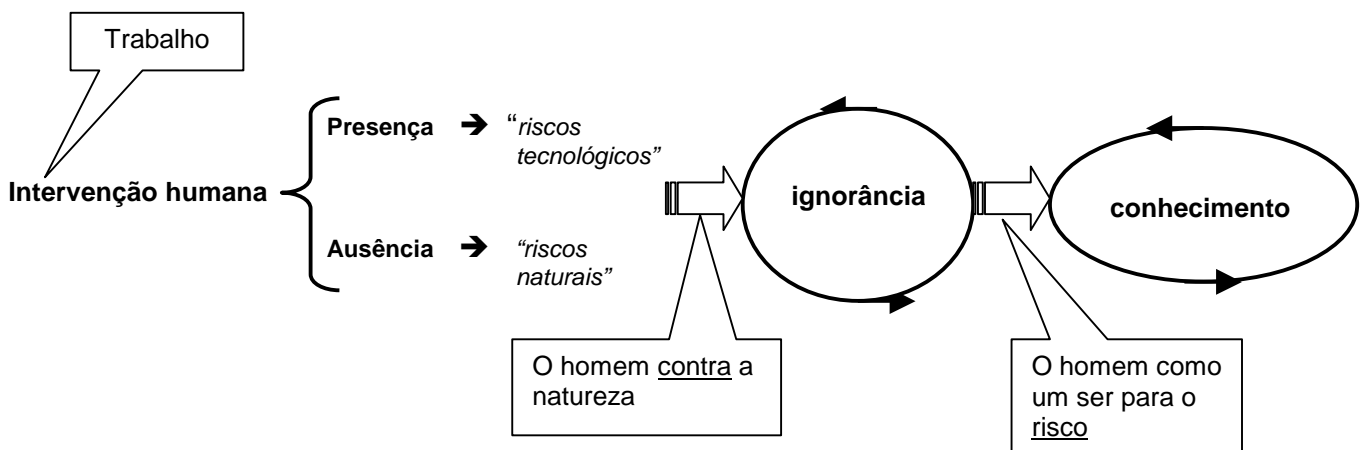 Trabalho
Intervenção humana
Presença ➔ “riscos
tecnológicos”
Ausência ➔ “riscos
naturais”
ignorância
conhecimento
O homem contra a
natureza
O homem como
um ser para o
risco